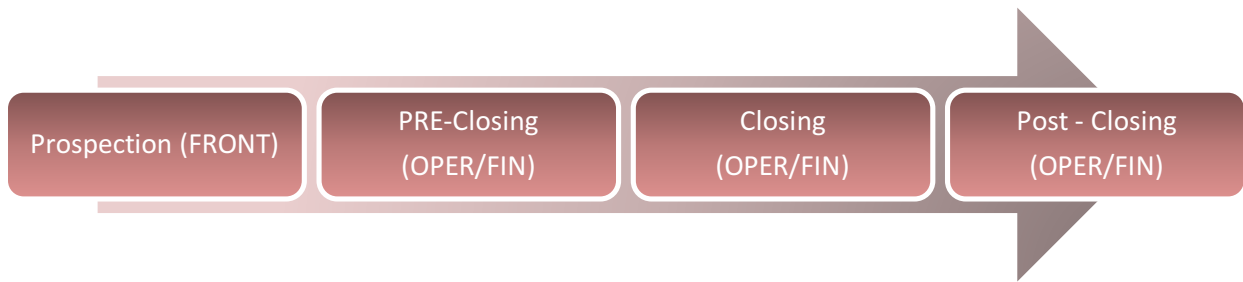 Prospection (FRONT)
PRE-Closing
(OPER/FIN)
Closing
(OPER/FIN)
Post - Closing
(OPER/FIN)